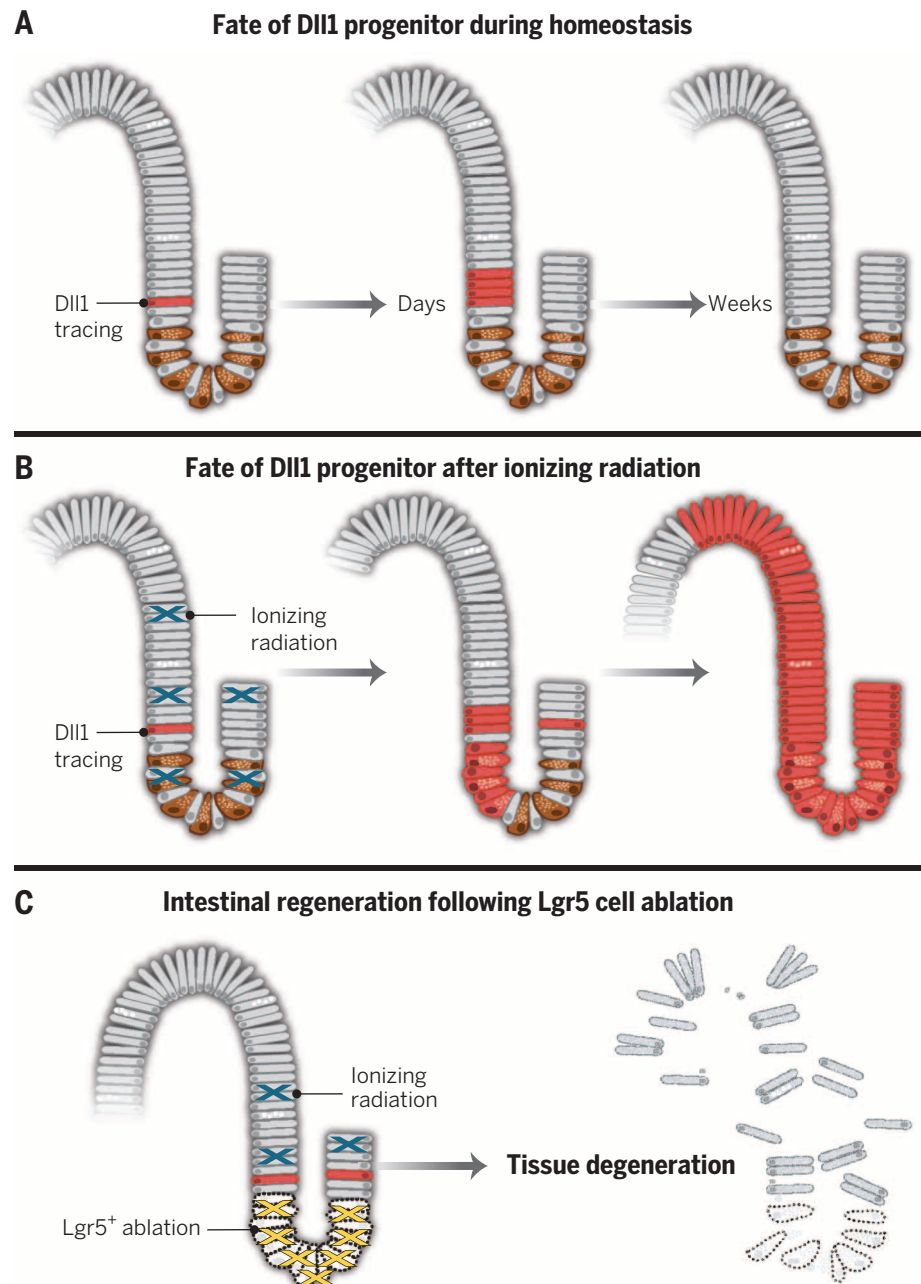 A
Fate of Dll1 progenitor during homeostasis
Dll1
tracing
Days
Weeks
B
Fate of Dll1 progenitor after ionizing radiation
Ionizing
radiation
Dll1
tracing
C
Intestinal regeneration following Lgr5 cell ablation
Ionizing
radiation
Tissue degeneration
Lgr5⁺ ablation